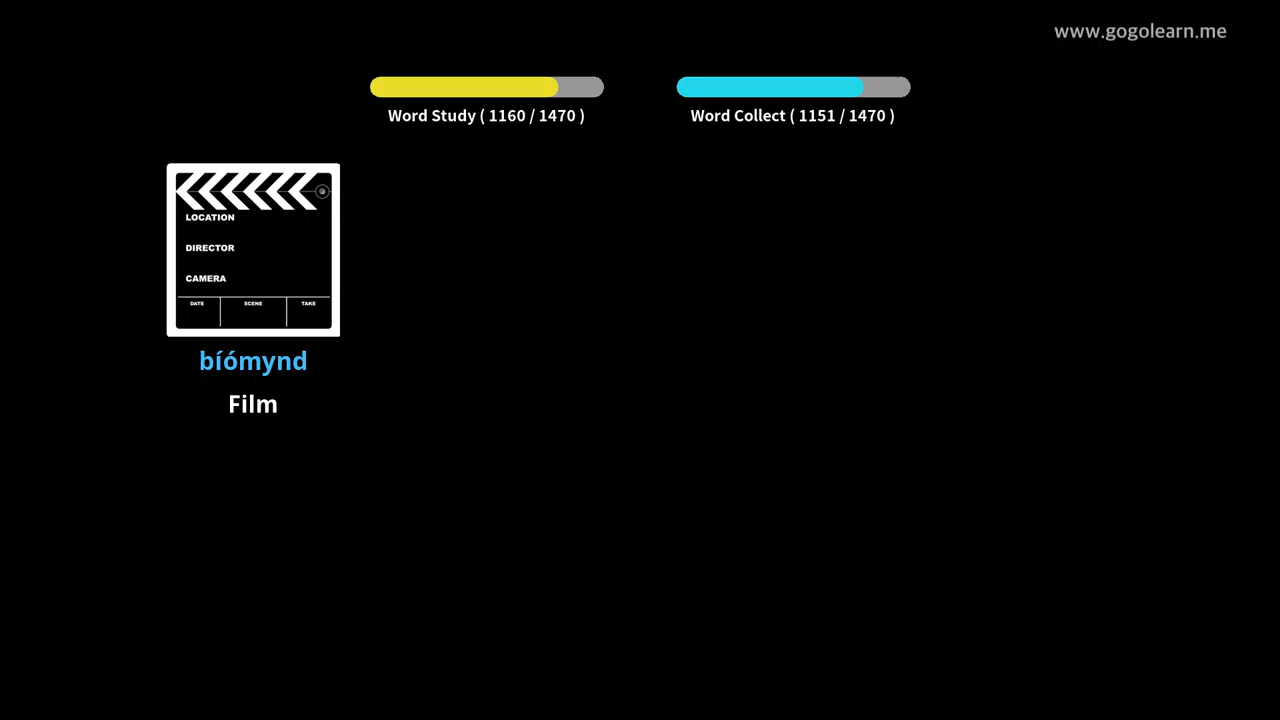 www.gogolearn.me
Word Study ( 1160 / 1470 )
Word Collect ( 1151 / 1470 )
LOCATION
DIRECTOR
CAMERA
DATE
SCENE
TAKE
bíómynd
Film